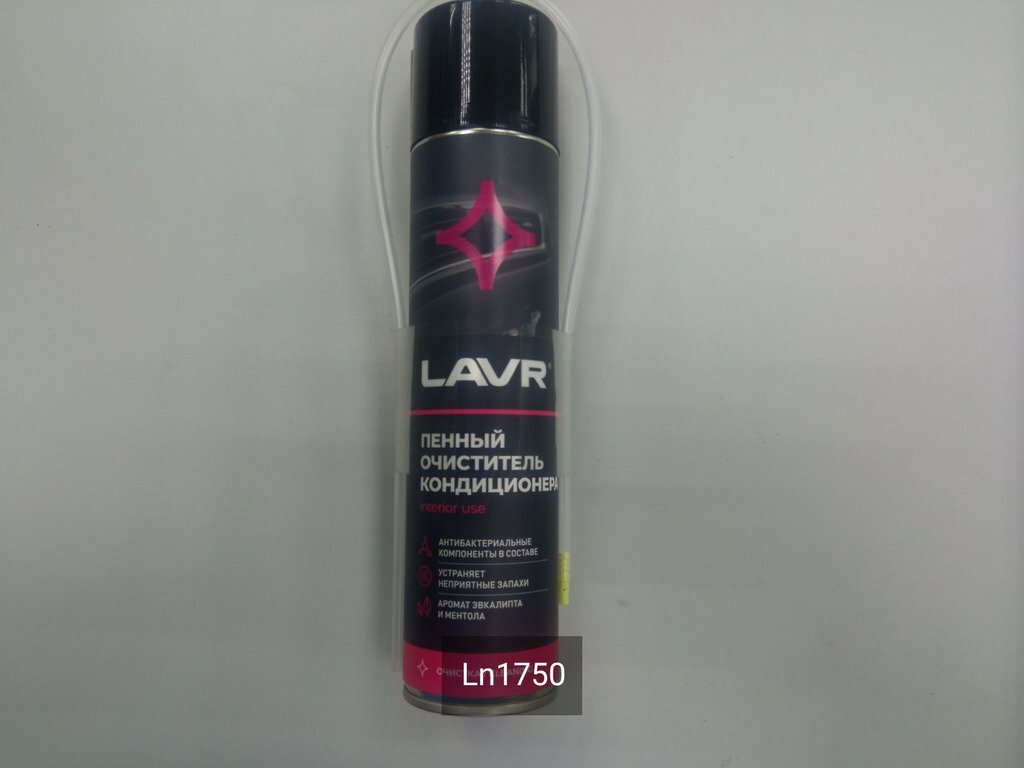 LAVR
ПЕННЫЙ
ОЧИСТИТЕЛЬ
КОНДИЦИОНЕРА
interior use
АНТИБАКТЕРИАЛЬНЫЕ
КОМПОНЕНТЫ В СОСТАВЕ
УСТРАНЯЕТ
НЕПРИЯТНЫЕ ЗАПАХИ
АРОМАТ ЭВКАЛИПТА
И МЕНТОЛА
Ln1750